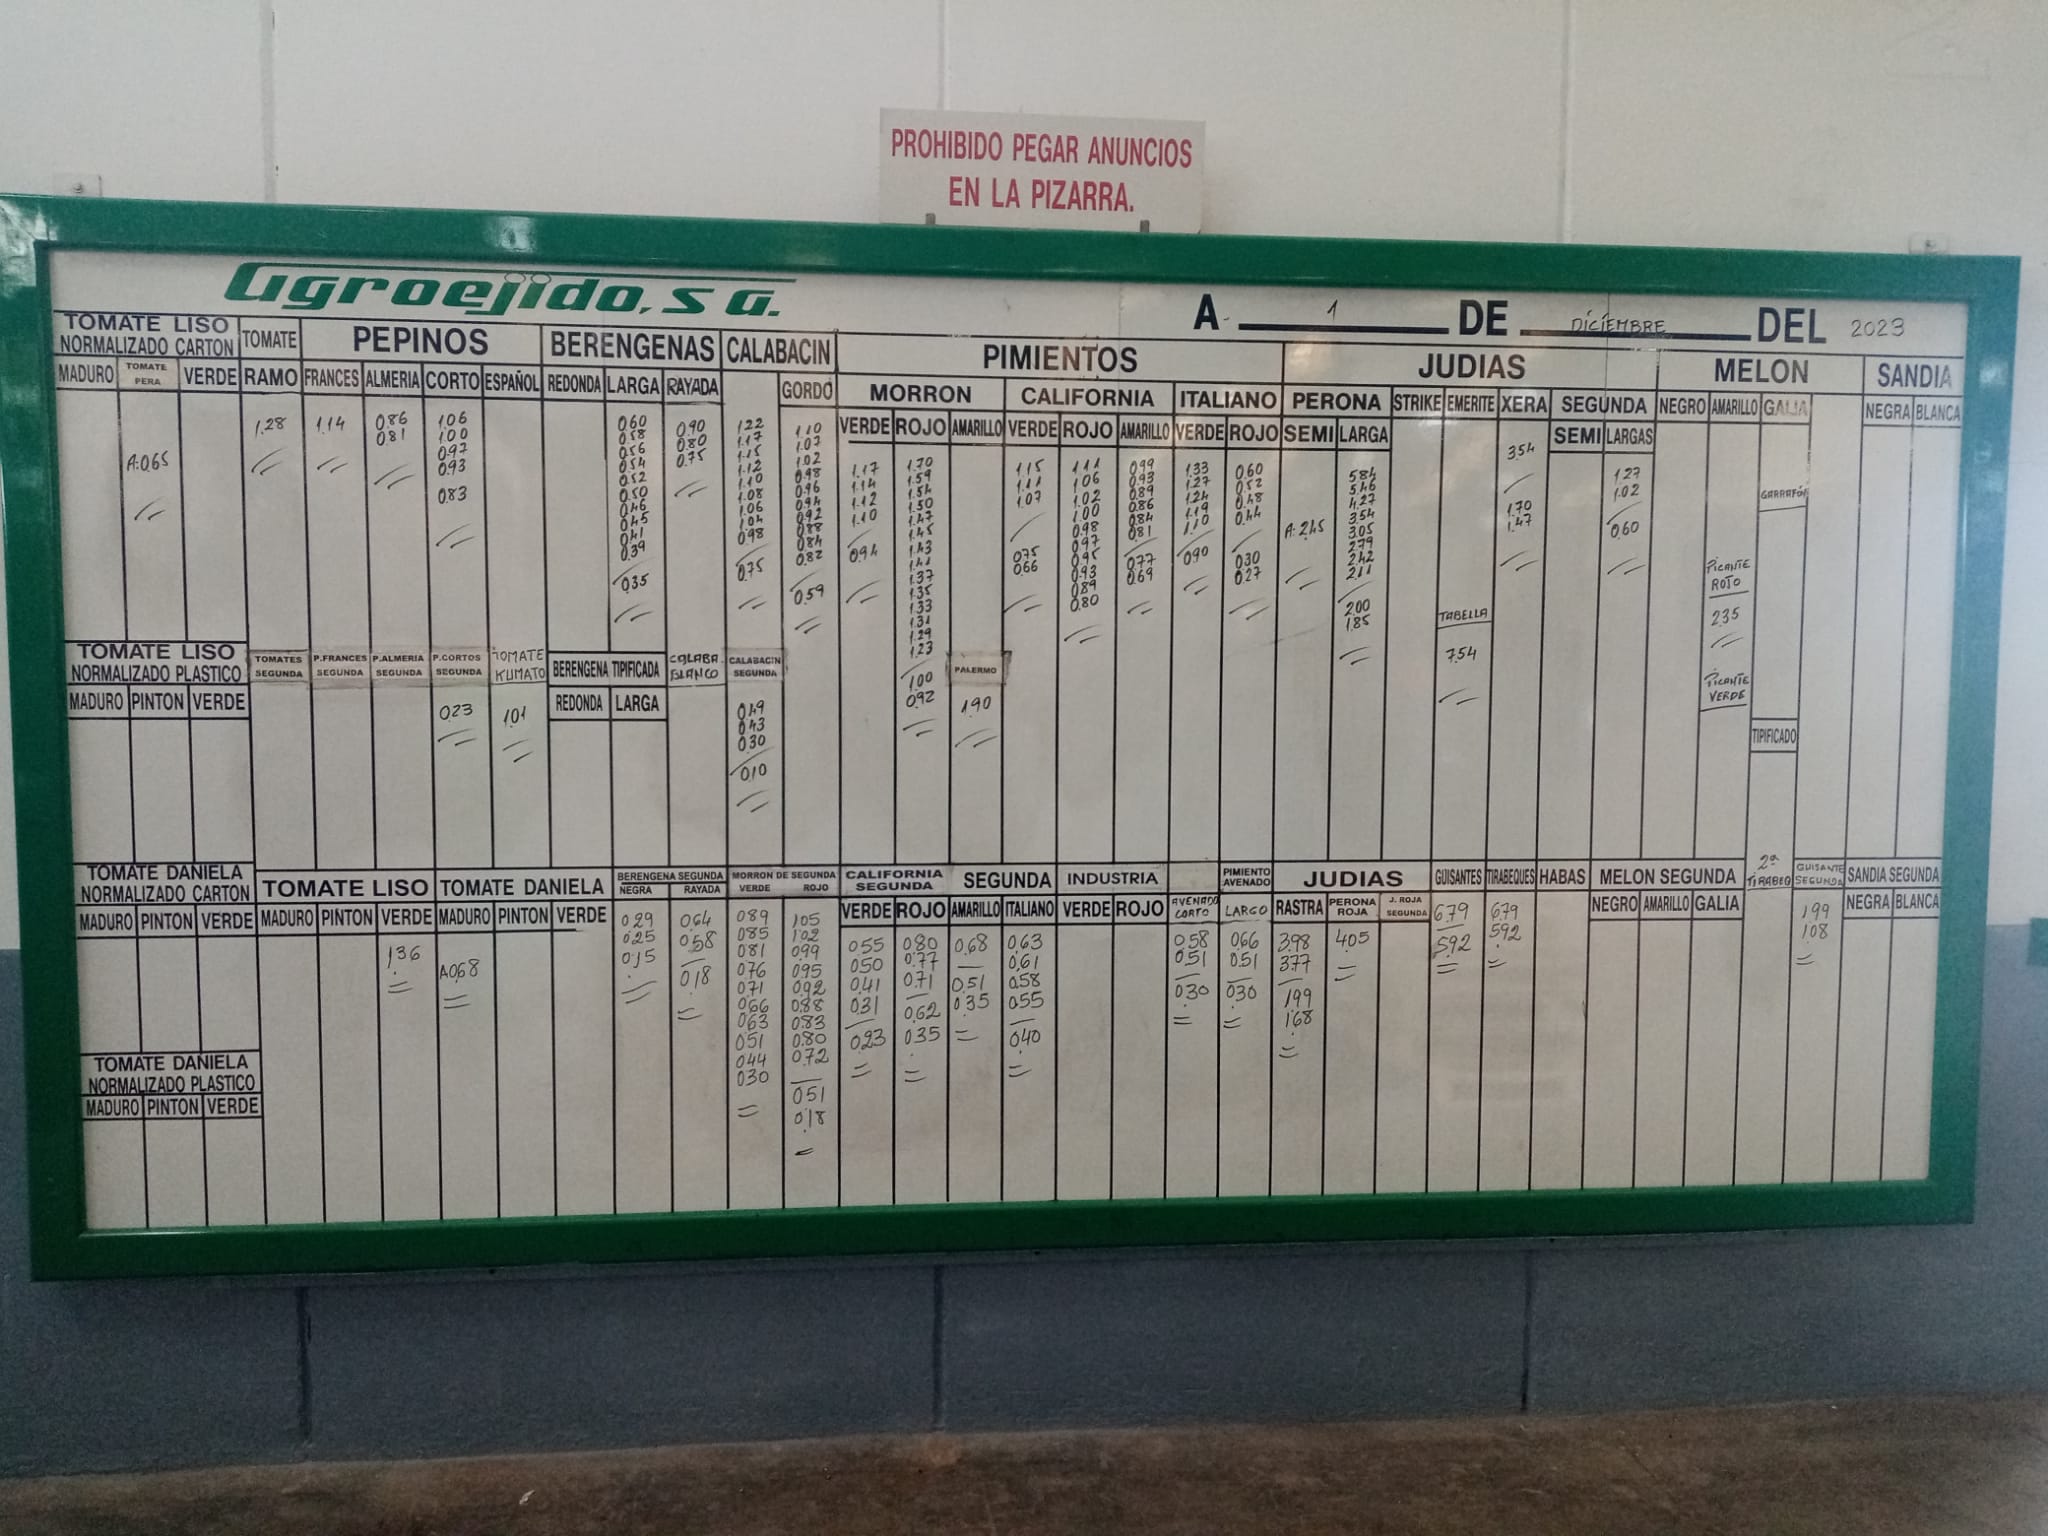 PROHIBIDO PEGAR ANUNCIOS
EN LA PIZARRA.
Agroejido, S A.
A 1 DE DICIEMBRE DEL 2023
TOMATE LISO
NORMALIZADO CARTON
MADURO
TOMATE PERA
VERDE
A:0.65
TOMATE
RAMO
1.28
PEPINOS
FRANCES
1.14
ALMERIA
0.86
0.81
CORTO
1.06
1.00
0.97
0.93
0.83
ESPAÑOL
BERENGENAS
REDONDA
LARGA
0.60
0.58
0.56
0.54
0.52
0.50
0.46
0.45
0.41
0.39
0.35
RAYADA
0.90
0.80
0.75
CALABACIN
1.22
1.17
1.15
1.12
1.10
1.08
1.06
1.04
0.98
0.75
GORDO
1.10
1.07
1.02
0.98
0.96
0.94
0.92
0.88
0.84
0.82
0.59
PIMIENTOS
MORRON
VERDE
1.17
1.14
1.12
1.10
0.94
ROJO
1.70
1.59
1.54
1.50
1.47
1.45
1.43
1.41
1.37
1.35
1.33
1.31
1.29
1.23
1.00
0.92
AMARILLO
PALERMO
1.90
CALIFORNIA
VERDE
1.15
1.11
1.07
0.75
0.66
ROJO
1.11
1.06
1.02
1.00
0.98
0.97
0.95
0.93
0.89
0.80
AMARILLO
0.99
0.93
0.89
0.86
0.84
0.81
0.77
0.69
ITALIANO
VERDE
1.33
1.27
1.24
1.19
1.10
0.90
ROJO
0.60
0.52
0.48
0.44
0.30
0.27
JUDIAS
PERONA
SEMI
A:2.45
LARGA
5.84
5.46
4.27
3.54
3.05
2.79
2.42
2.11
2.00
1.85
STRIKE
EMERITE
TABELLA
7.54
XERA
3.54
1.70
1.47
SEGUNDA
SEMI
LARGAS
1.27
1.02
0.60
MELON
NEGRO
AMARILLO
PICANTE
ROJO
2.35
PICANTE
VERDE
GALIA
GARRAFÓN
TIPIFICADO
SANDIA
NEGRA
BLANCA
TOMATE LISO
NORMALIZADO PLASTICO
MADURO
PINTON
VERDE
TOMATES
SEGUNDA
P.FRANCES
SEGUNDA
P.ALMERIA
SEGUNDA
P.CORTOS
SEGUNDA
0.23
TOMATE
KUMATO
1.01
BERENGENA TIPIFICADA
REDONDA
LARGA
CALABA.
BLANCO
CALABACIN
SEGUNDA
0.49
0.43
0.30
0.10
TOMATE DANIELA
NORMALIZADO CARTON
MADURO
PINTON
VERDE
TOMATE LISO
MADURO
PINTON
VERDE
1.36
TOMATE DANIELA
MADURO
PINTON
VERDE
A0.68
BERENGENA SEGUNDA
NEGRA
0.29
0.25
0.15
RAYADA
0.64
0.58
0.18
MORRON DE SEGUNDA
VERDE
0.89
0.85
0.81
0.76
0.71
0.66
0.63
0.51
0.44
0.30
ROJO
1.05
1.02
0.99
0.95
0.92
0.88
0.83
0.80
0.72
0.51
0.18
CALIFORNIA
SEGUNDA
VERDE
0.55
0.50
0.41
0.31
0.23
ROJO
0.80
0.77
0.71
0.62
0.35
SEGUNDA
AMARILLO
0.68
0.51
0.35
ITALIANO
0.63
0.61
0.58
0.55
0.40
INDUSTRIA
VERDE
ROJO
PIMIENTO
AVENADO
AVENADO
CORTO
0.58
0.51
0.30
LARGO
0.66
0.51
0.30
JUDIAS
RASTRA
3.98
3.77
1.99
1.68
PERONA
ROJA
4.05
J. ROJA
SEGUNDA
GUISANTES
6.79
5.92
TIRABEQUES
6.79
5.92
HABAS
MELON SEGUNDA
NEGRO
AMARILLO
GALIA
2ª
TIRABEQ
GUISANTE
SEGUNDA
1.99
1.08
SANDIA SEGUNDA
NEGRA
BLANCA
TOMATE DANIELA
NORMALIZADO PLASTICO
MADURO
PINTON
VERDE